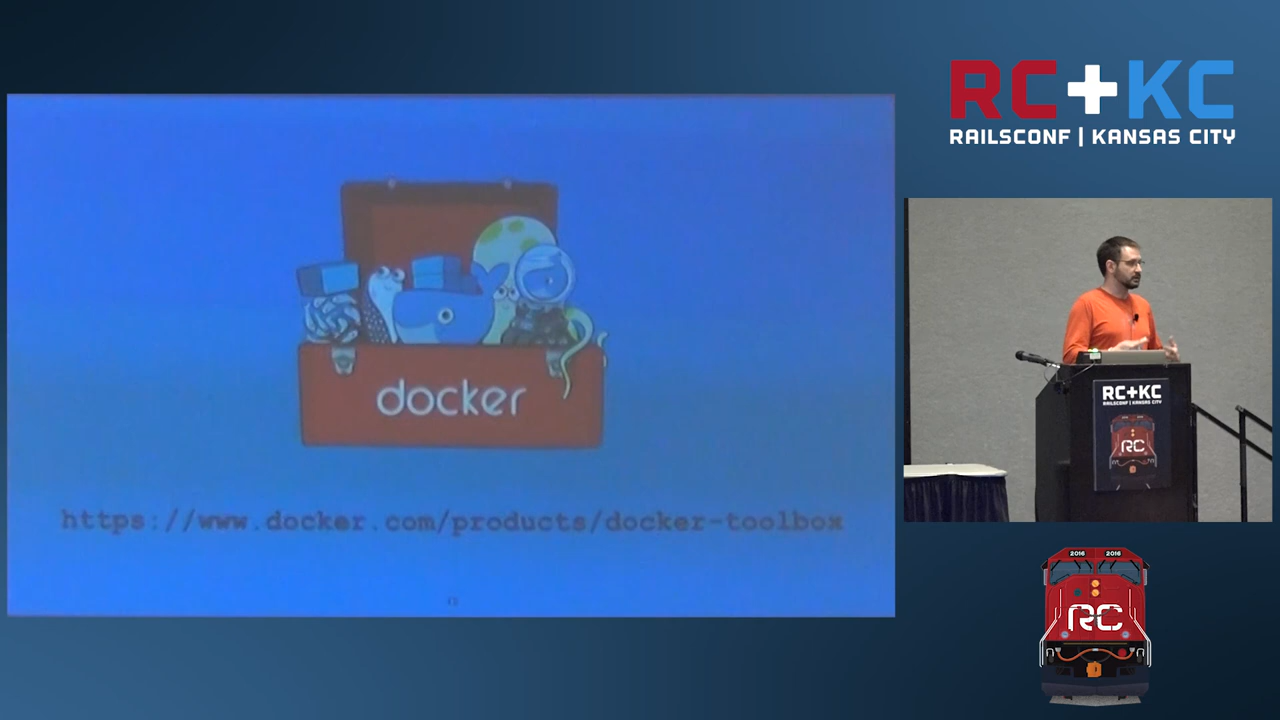 docker
https://www.docker.com/products/docker-toolbox
RC+KC
RAILSCONF | KANSAS CITY
RC+KC
RAILSCONF | KANSAS CITY
RC
2016 2016
RC